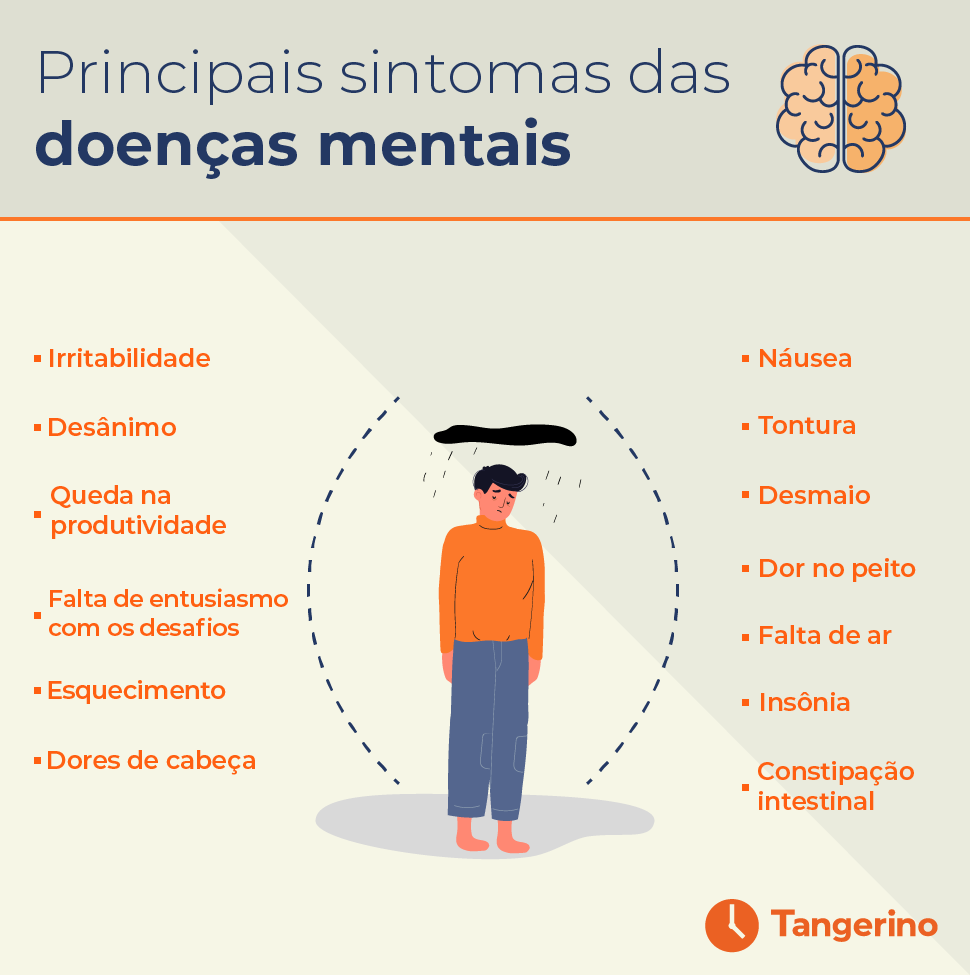 Principais sintomas das
doenças mentais
Irritabilidade
Desânimo
Queda na
produtividade
Falta de entusiasmo
com os desafios
Esquecimento
Dores de cabeça
Náusea
Tontura
Desmaio
Dor no peito
Falta de ar
Insônia
Constipação
intestinal
Tangerino